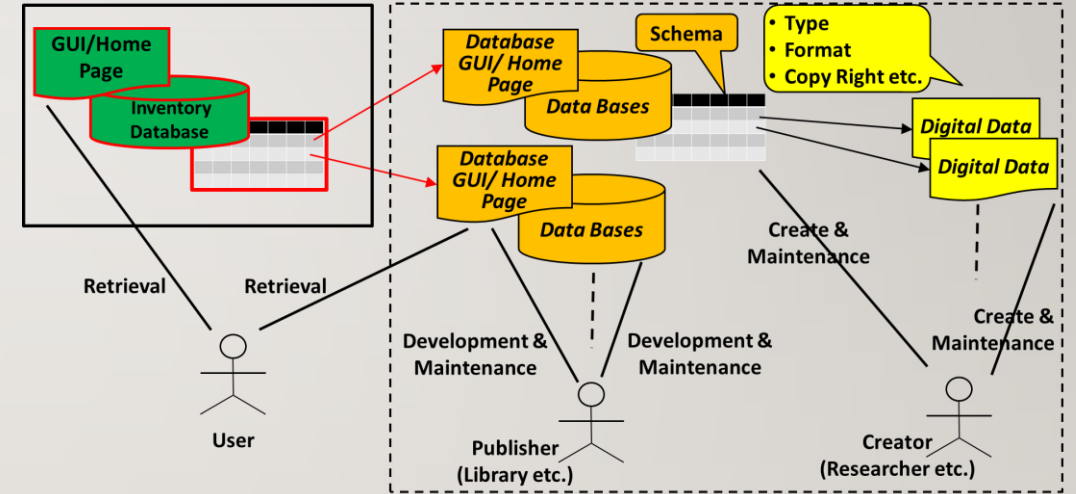 GUI/Home
Page
Inventory
Database
Database
GUI/ Home
Page
Data Bases
Schema
• Type
• Format
• Copy Right etc.
Digital Data
Digital Data
Database
GUI/ Home
Page
Data Bases
Create &
Maintenance
Retrieval
Retrieval
Development &
Maintenance
Development &
Maintenance
Create &
Maintenance
User
Publisher
(Library etc.)
Creator
(Researcher etc.)